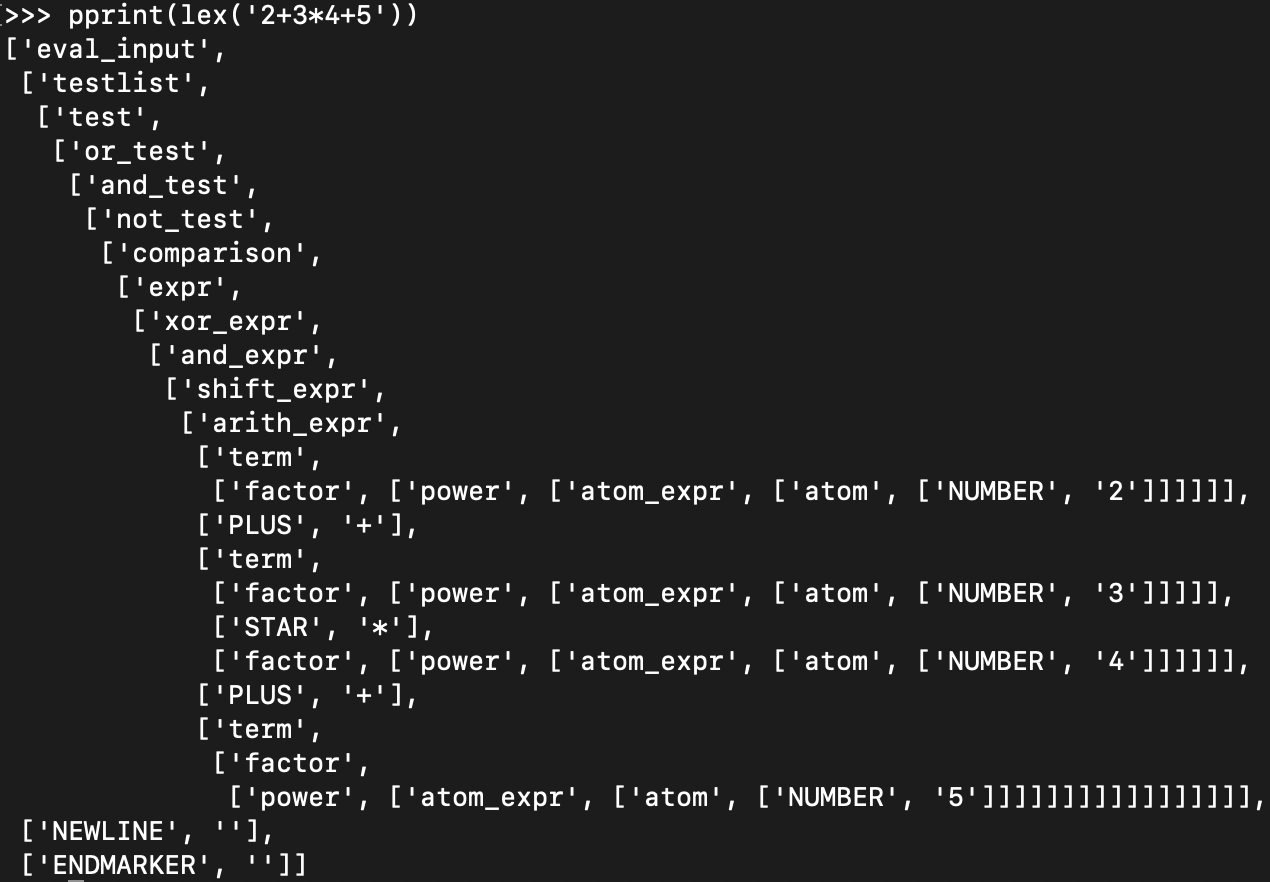 >>> pprint(lex('2+3*4+5'))
['eval_input',
 ['testlist',
  ['test',
   ['or_test',
    ['and_test',
     ['not_test',
      ['comparison',
       ['expr',
        ['xor_expr',
         ['and_expr',
          ['shift_expr',
           ['arith_expr',
            ['term',
             ['factor', ['power', ['atom_expr', ['atom', ['NUMBER', '2']]]]]],
            ['PLUS', '+'],
            ['term',
             ['factor', ['power', ['atom_expr', ['atom', ['NUMBER', '3']]]]],
             ['STAR', '*'],
             ['factor', ['power', ['atom_expr', ['atom', ['NUMBER', '4']]]]]],
            ['PLUS', '+'],
            ['term',
             ['factor',
              ['power', ['atom_expr', ['atom', ['NUMBER', '5']]]]]]]]]]]]]]]]],
 ['NEWLINE', ''],
 ['ENDMARKER', '']]